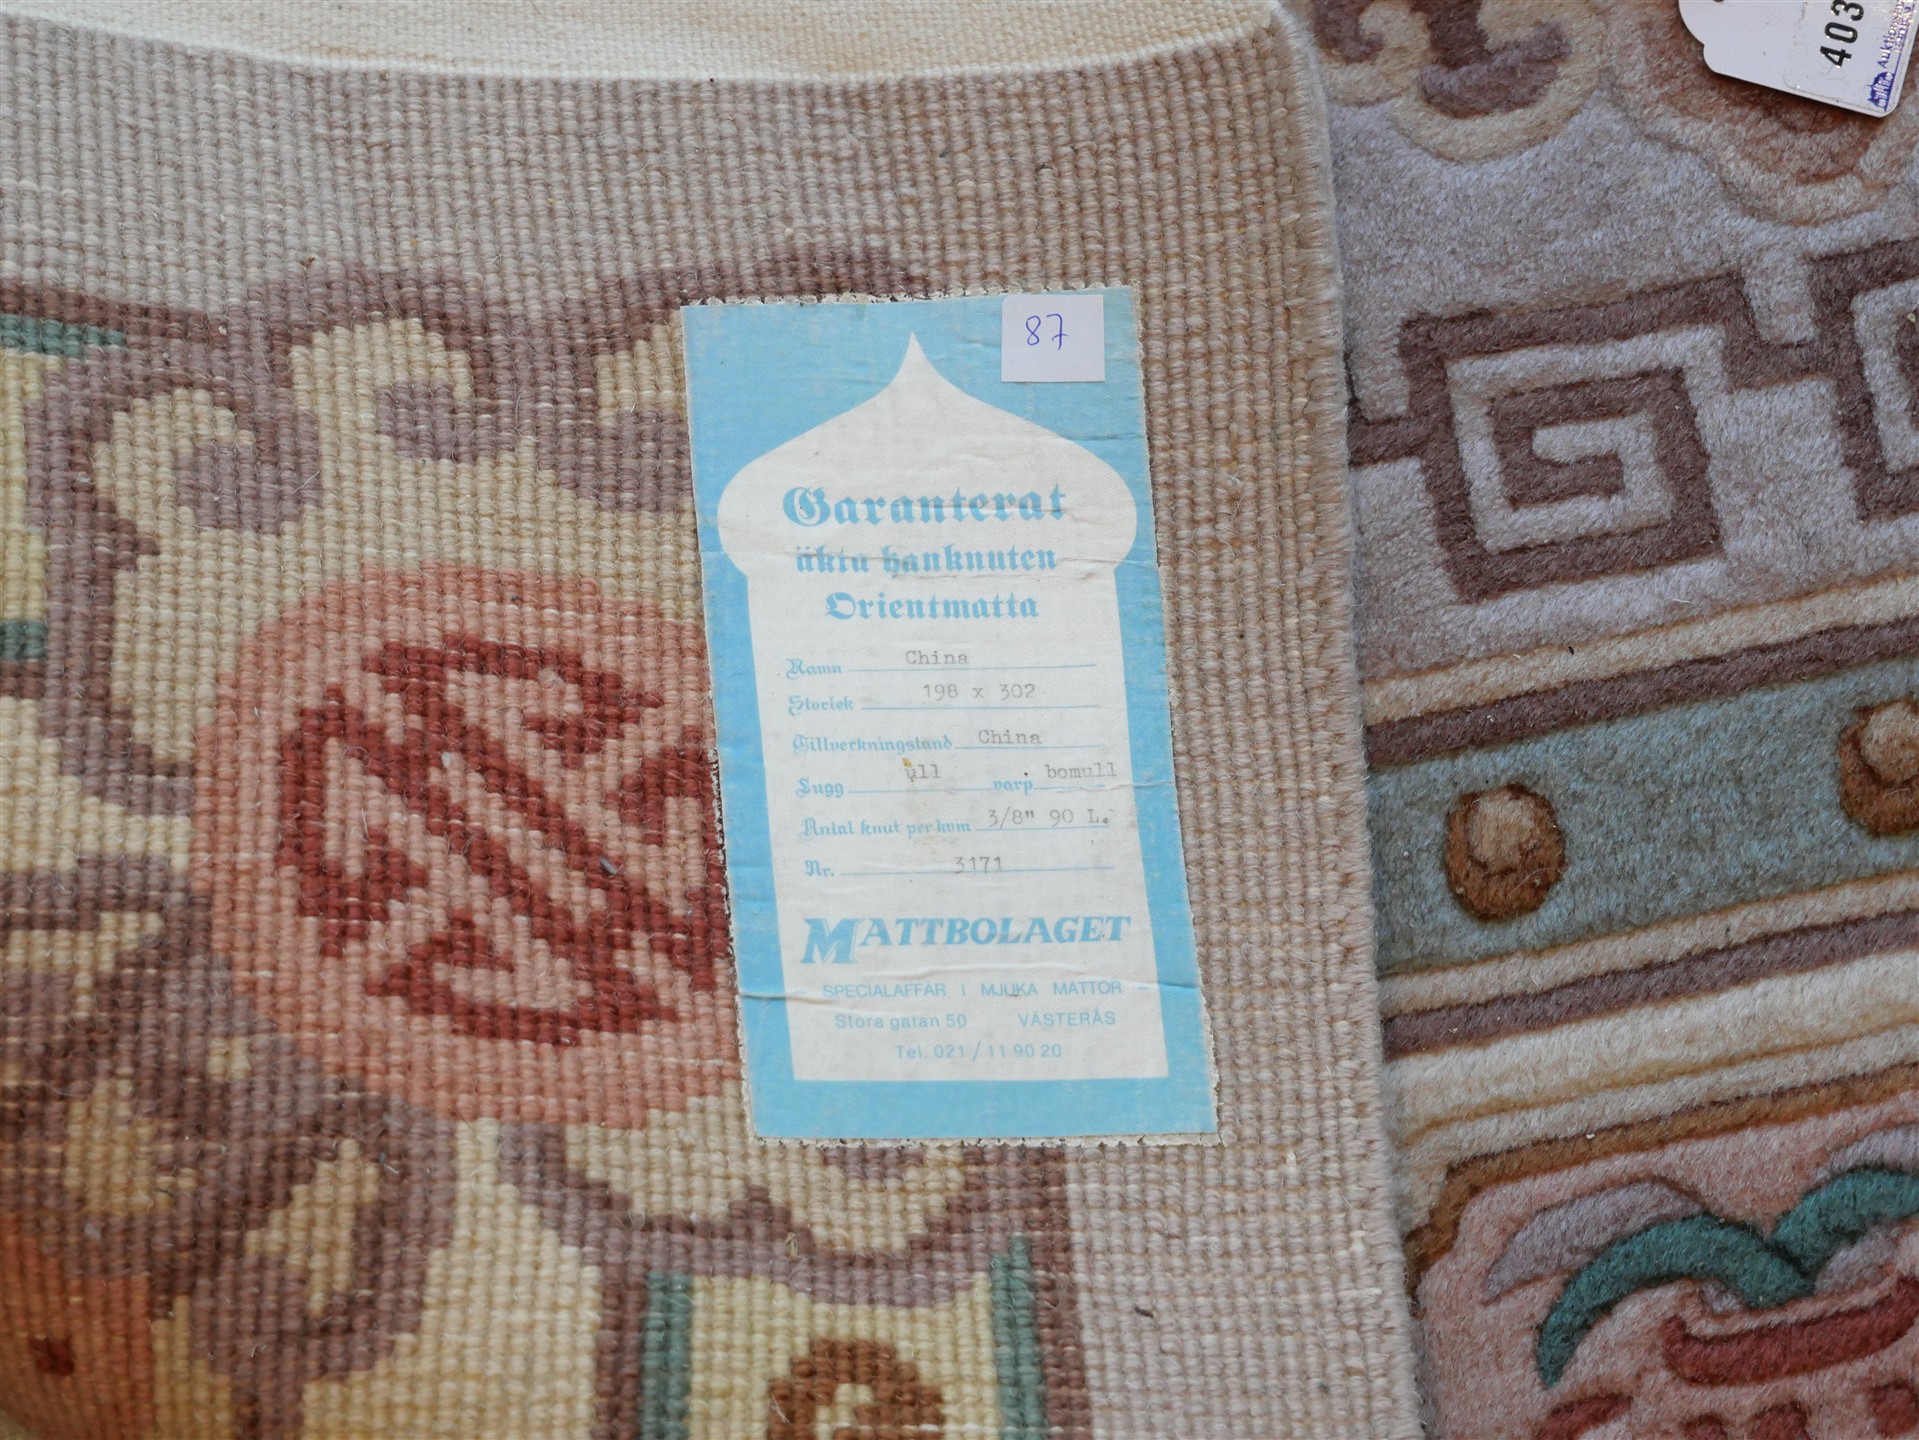 403
87
Garanterat
äkta hanknuten
Orientmatta
Namn China
Storlek 198 x 302
Tillverkningsland China
Lugg ull varp bomull
Antal knut per kvm 3/8" 90 L.
Nr. 3171
MATTBOLAGET
SPECIALAFFÄR I MJUKA MATTOR
Stora gatan 50 VÄSTERÅS
Tel. 021/11 90 20